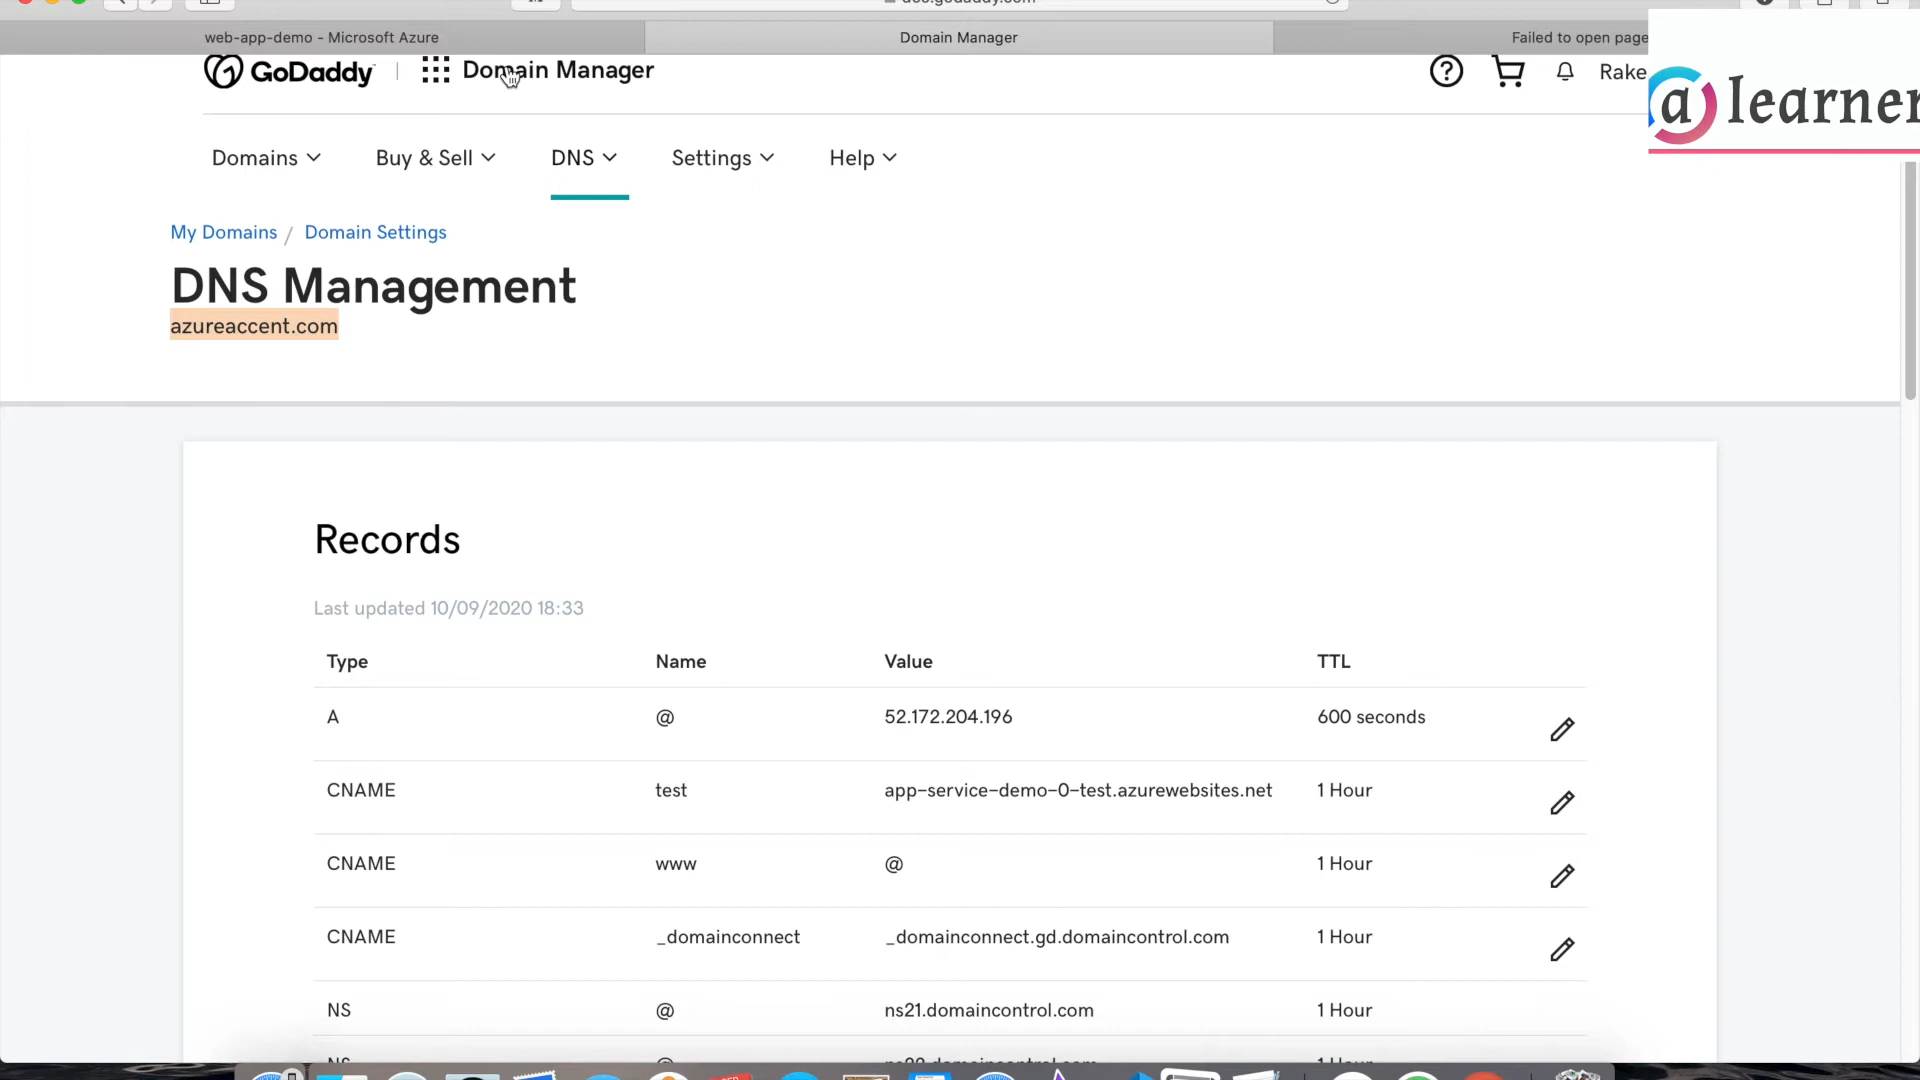 web-app-demo - Microsoft Azure
Domain Manager
Failed to open page
GoDaddy
Domain Manager
Rake
a learner
Domains
Buy & Sell
DNS
Settings
Help
My Domains / Domain Settings
DNS Management
azureaccent.com
Records
Last updated 10/09/2020 18:33
Type Name Value TTL
A @ 52.172.204.196 600 seconds
CNAME test app-service-demo-0-test.azurewebsites.net 1 Hour
CNAME www @ 1 Hour
CNAME _domainconnect _domainconnect.gd.domaincontrol.com 1 Hour
NS @ ns21.domaincontrol.com 1 Hour